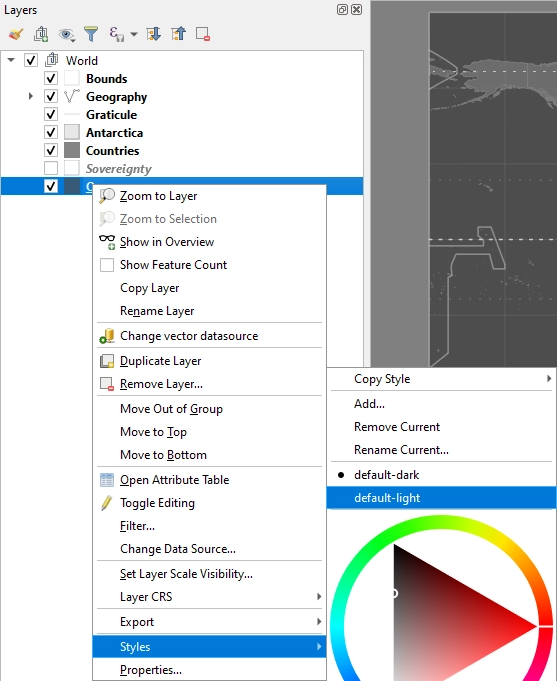 Layers
World
Bounds
Geography
Graticule
Antarctica
Countries
Sovereignty
Zoom to Layer
Zoom to Selection
Show in Overview
Show Feature Count
Copy Layer
Rename Layer
Change vector datasource
Duplicate Layer
Remove Layer...
Move Out of Group
Move to Top
Move to Bottom
Open Attribute Table
Toggle Editing
Filter...
Change Data Source...
Set Layer Scale Visibility...
Layer CRS
Export
Styles
Properties...
Copy Style
Add...
Remove Current
Rename Current...
default-dark
default-light